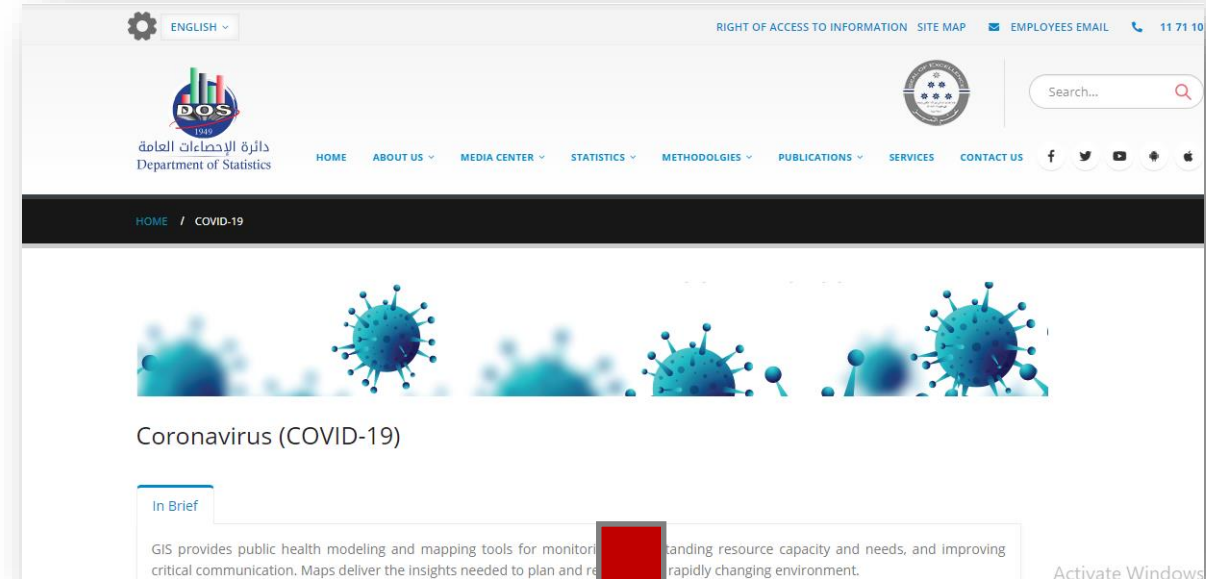 ENGLISH
RIGHT OF ACCESS TO INFORMATION SITE MAP EMPLOYEES EMAIL 11 71 10
DOS
1949
دائرة الإحصاءات العامة
Department of Statistics
Search...
HOME ABOUT US MEDIA CENTER STATISTICS METHODOLGIES PUBLICATIONS SERVICES CONTACT US
HOME / COVID-19
Coronavirus (COVID-19)
In Brief
GIS provides public health modeling and mapping tools for monitori tanding resource capacity and needs, and improving
critical communication. Maps deliver the insights needed to plan and re rapidly changing environment.
Activate Windows